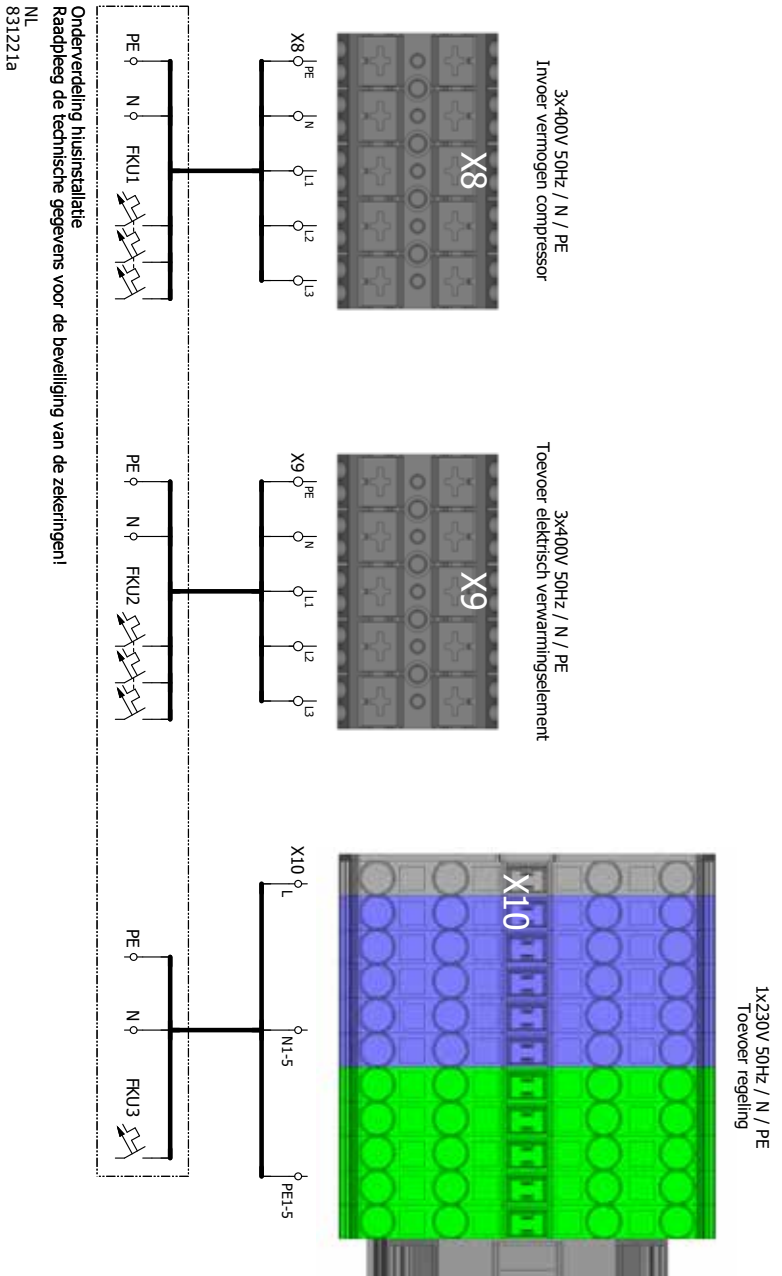 3x400V 50Hz / N / PE
Invoer vermogen compressor
X8
X8
PE
N
L1
L2
L3
PE
N
FKU1
3x400V 50Hz / N / PE
Toevoer elektrisch verwarmingselement
X9
X9
PE
N
L1
L2
L3
PE
N
FKU2
1x230V 50Hz / N / PE
Toevoer regeling
X10
X10
L
N1-5
PE1-5
PE
N
FKU3
Onderverdeling hiusinstallatie
Raadpleeg de technische gegevens voor de beveiliging van de zekeringen!
NL
831221a